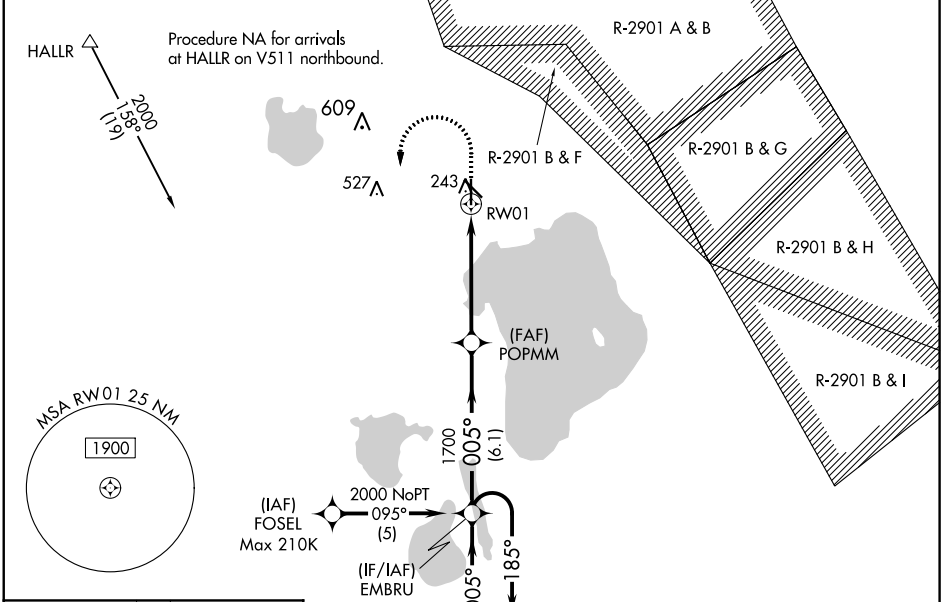 R-2901 A & B
HALLR
Procedure NA for arrivals
at HALLR on V511 northbound.
2000
158°
(19)
609
R-2901 B & F
R-2901 B & G
527
243
RW01
R-2901 B & H
(FAF)
POPMM
R-2901 B & I
MSA RW01 25 NM
1900
1700
005°
(6.1)
(IAF)
FOSEL
Max 210K
2000 NoPT
095°
(5)
(IF/IAF)
EMBRU
185°